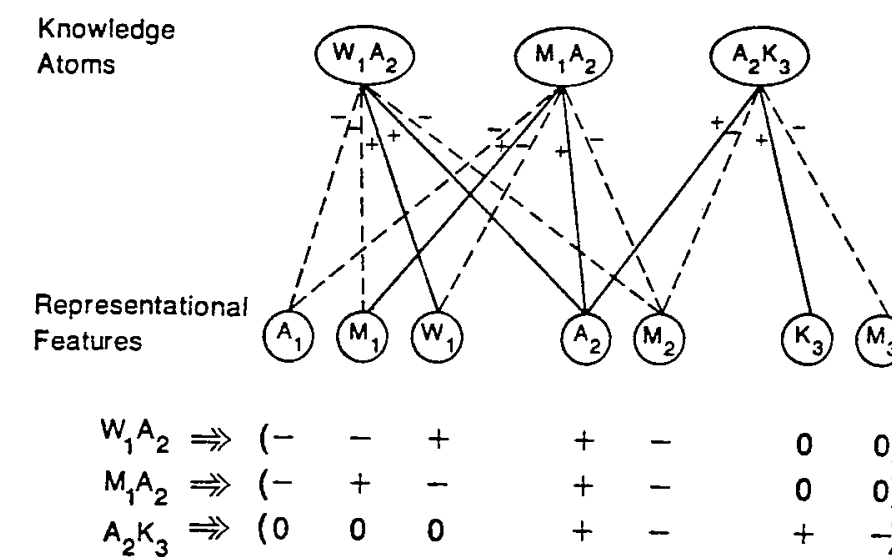 Knowledge
Atoms
W₁A₂ M₁A₂ A₂K₃
− − + + − − + − + − + − + −
Representational
Features
A₁ M₁ W₁ A₂ M₂ K₃ M₃
W₁A₂ ⇒ (− − + + − 0 0)
M₁A₂ ⇒ (− + − + − 0 0)
A₂K₃ ⇒ (0 0 0 + − + −)